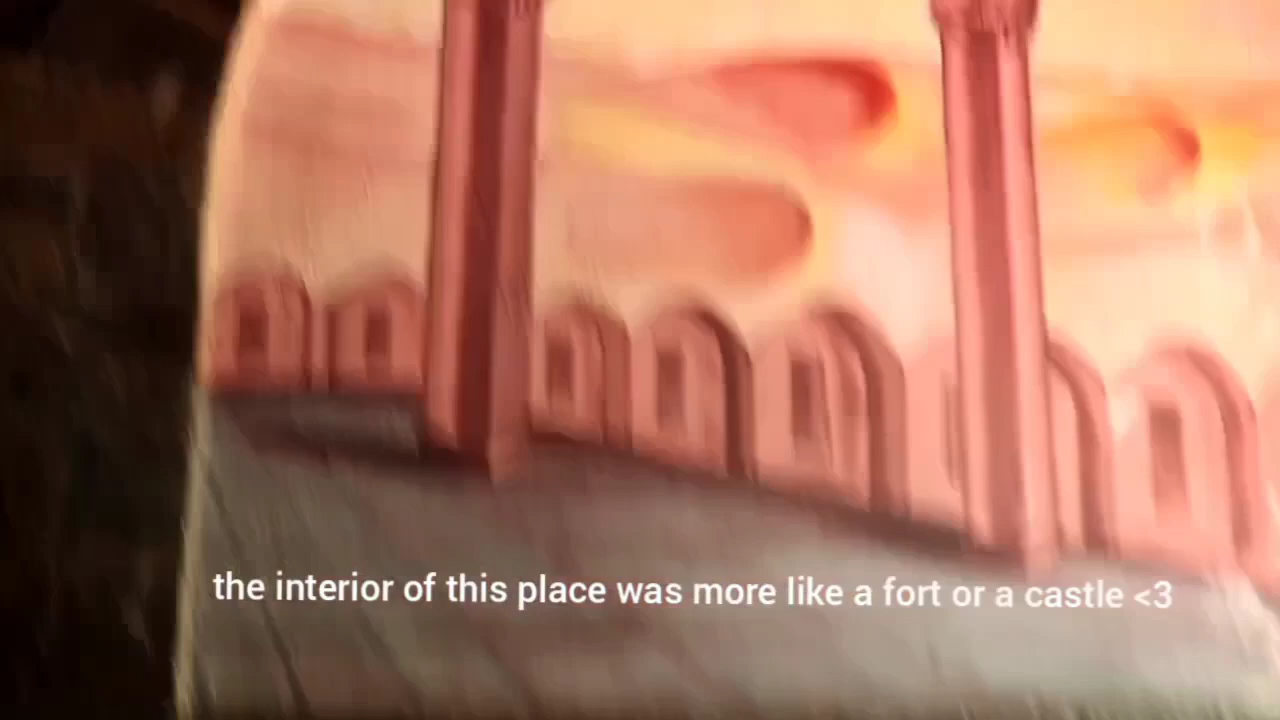 the interior of this place was more like a fort or a castle <3